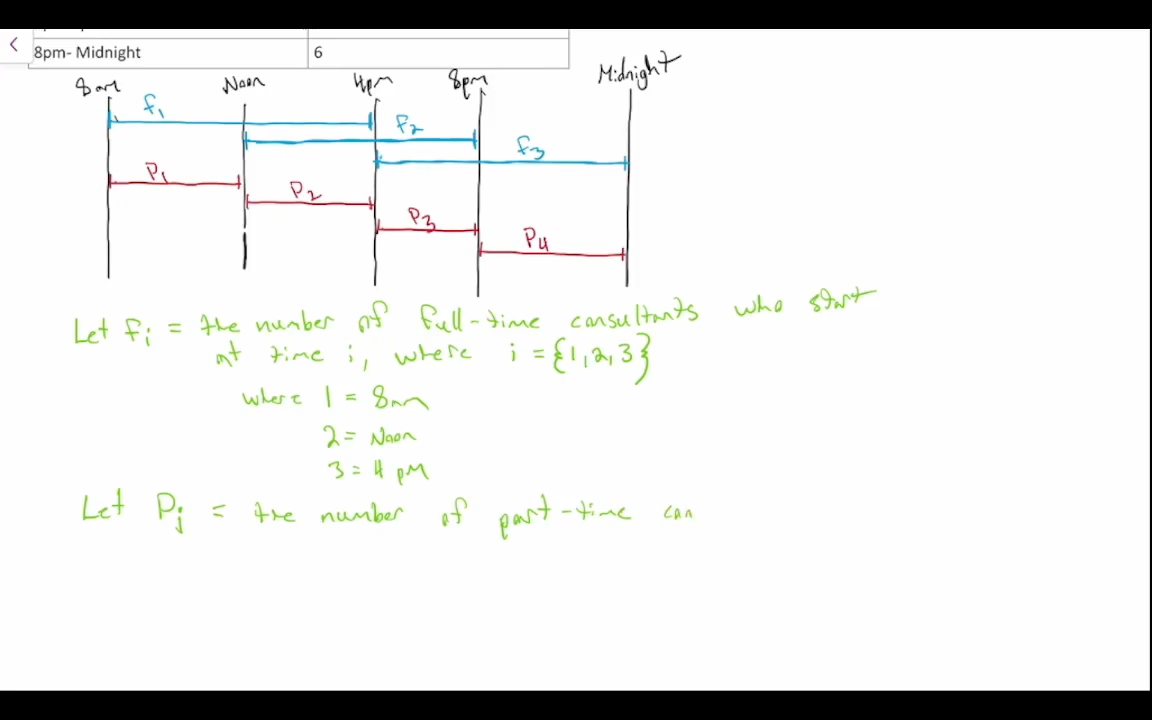 8pm- Midnight 6
8am Noon 4pm 8pm Midnight
f1 f2 f3
P1 P2 P3 P4
Let fi = the number of full-time consultants who start
at time i, where i = {1,2,3}
where 1 = 8am
2 = Noon
3 = 4 pM
Let Pj = the number of part-time con